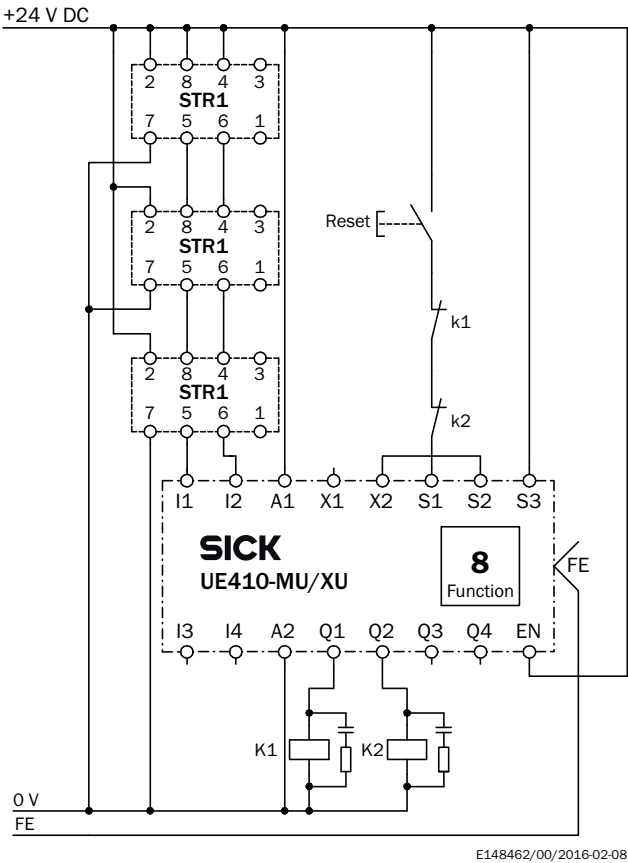 +24 V DC
2 8 4 3
STR1
7 5 6 1
2 8 4 3
STR1
7 5 6 1
Reset
k1
2 8 4 3
STR1
7 5 6 1
k2
I1 I2 A1 X1 X2 S1 S2 S3
SICK
UE410-MU/XU
8
Function
FE
I3 I4 A2 Q1 Q2 Q3 Q4 EN
K1 K2
0 V
FE
E148462/00/2016-02-08